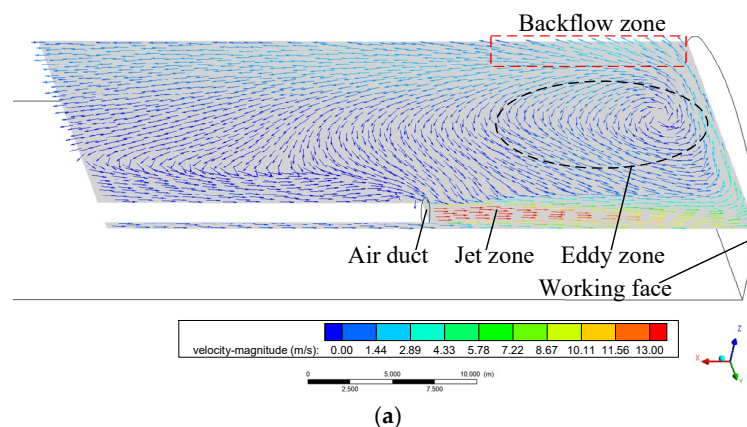 Backflow zone
Air duct Jet zone Eddy zone
Working face
velocity-magnitude (m/s): 0.00 1.44 2.89 4.33 5.78 7.22 8.67 10.11 11.56 13.00
0 5.000 10.000 (m)
2.500 7.500
Z
X
Y
(a)